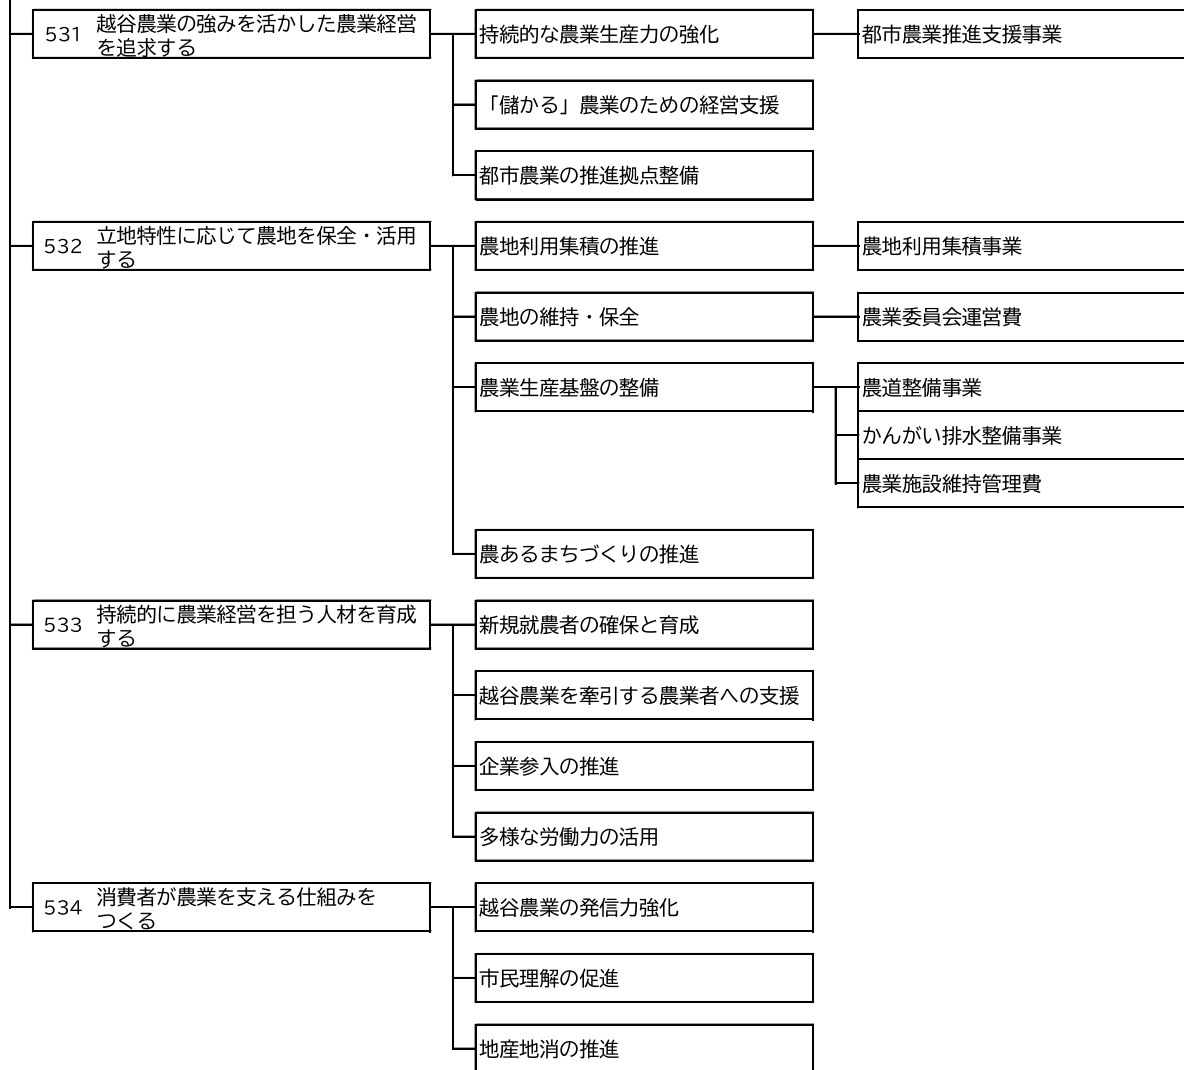 531
越谷農業の強みを活かした農業経営
を追求する
持続的な農業生産力の強化
都市農業推進支援事業
「儲かる」農業のための経営支援
都市農業の推進拠点整備
532
立地特性に応じて農地を保全・活用
する
農地利用集積の推進
農地利用集積事業
農地の維持・保全
農業委員会運営費
農業生産基盤の整備
農道整備事業
かんがい排水整備事業
農業施設維持管理費
農あるまちづくりの推進
533
持続的に農業経営を担う人材を育成
する
新規就農者の確保と育成
越谷農業を牽引する農業者への支援
企業参入の推進
多様な労働力の活用
534
消費者が農業を支える仕組みを
つくる
越谷農業の発信力強化
市民理解の促進
地産地消の推進